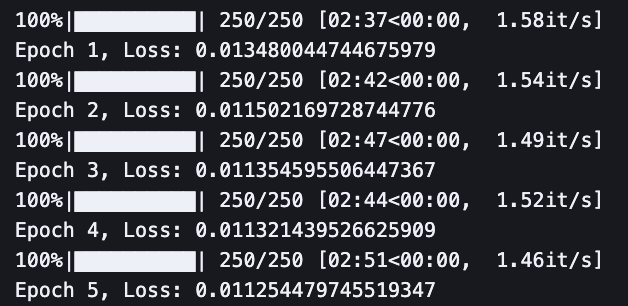 100%|██████████| 250/250 [02:37<00:00,  1.58it/s]
Epoch 1, Loss: 0.013480044744675979
100%|██████████| 250/250 [02:42<00:00,  1.54it/s]
Epoch 2, Loss: 0.011502169728744776
100%|██████████| 250/250 [02:47<00:00,  1.49it/s]
Epoch 3, Loss: 0.011354595506447367
100%|██████████| 250/250 [02:44<00:00,  1.52it/s]
Epoch 4, Loss: 0.011321439526625909
100%|██████████| 250/250 [02:51<00:00,  1.46it/s]
Epoch 5, Loss: 0.011254479745519347